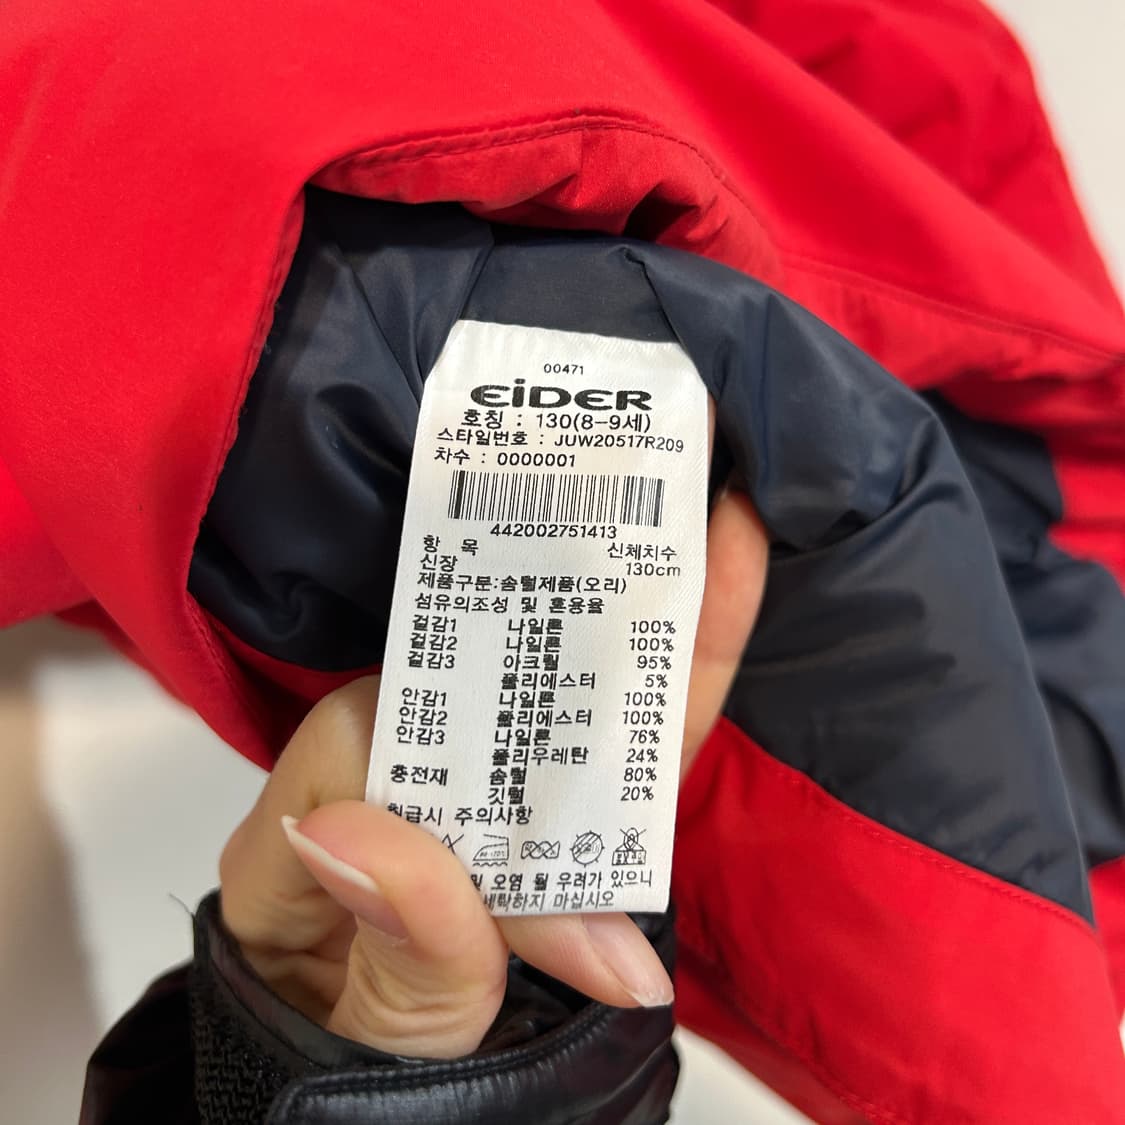 00471
EiDER
호칭 : 130(8-9세)
스타일번호 : JUW20517R209
차수 : 0000001
442002751413
항 목 신체치수
신장 130cm
제품구분:솜털제품(오리)
섬유의조성 및 혼용율
겉감1 나일론 100%
겉감2 나일론 100%
겉감3 아크릴 95%
폴리에스터 5%
안감1 나일론 100%
안감2 폴리에스터 100%
안감3 나일론 76%
폴리우레탄 24%
충전재 솜털 80%
깃털 20%
취급시 주의사항
및 오염 될 우려가 있으니
세탁하지 마십시오